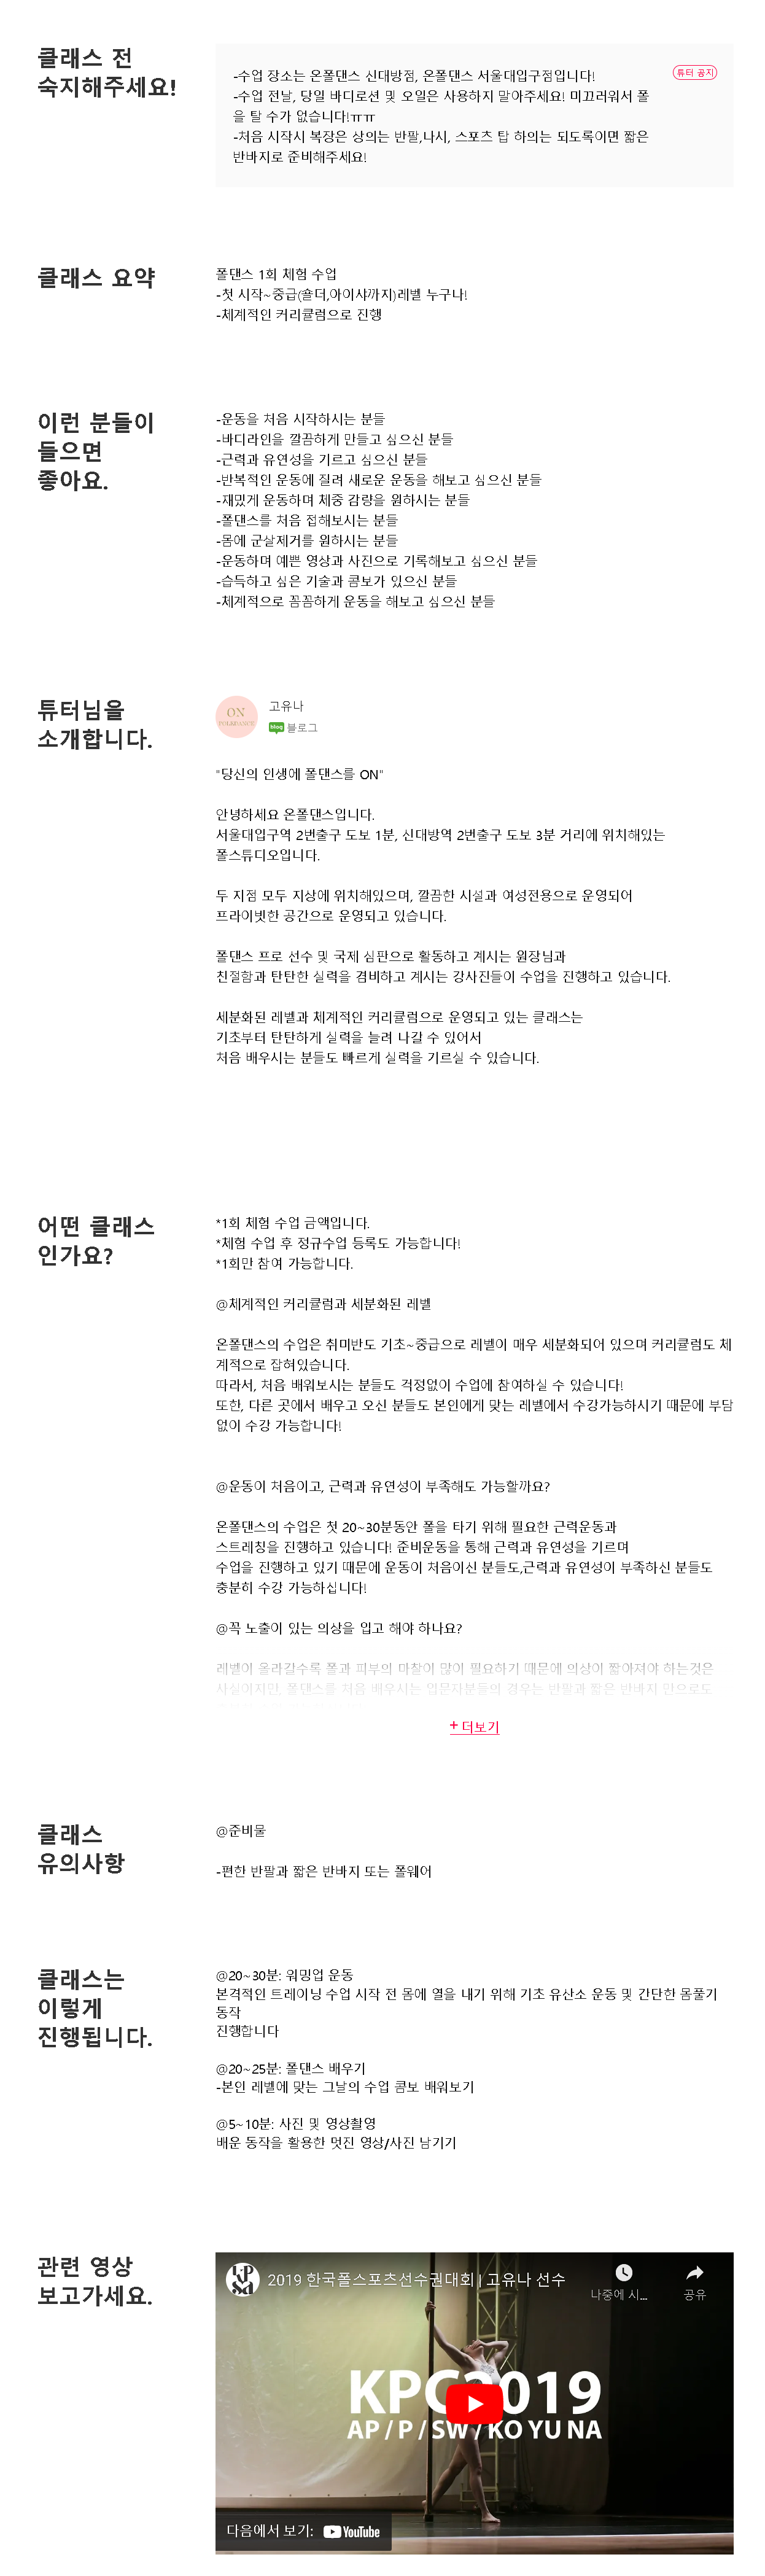 클래스 전
숙지해주세요!
-수업 장소는 온폴댄스 신대방점, 온폴댄스 서울대입구점입니다!
튜터 공지
-수업 전날, 당일 바디로션 및 오일은 사용하지 말아주세요! 미끄러워서 폴
을 탈 수가 없습니다!ㅠㅠ
-처음 시작시 복장은 상의는 반팔,나시, 스포츠 탑 하의는 되도록이면 짧은
반바지로 준비해주세요!
클래스 요약
폴댄스 1회 체험 수업
-첫 시작~중급(숄더,아이샤까지)레벨 누구나!
-체계적인 커리큘럼으로 진행
이런 분들이
들으면
좋아요.
-운동을 처음 시작하시는 분들
-바디라인을 깔끔하게 만들고 싶으신 분들
-근력과 유연성을 기르고 싶으신 분들
-반복적인 운동에 질려 새로운 운동을 해보고 싶으신 분들
-재밌게 운동하며 체중 감량을 원하시는 분들
-폴댄스를 처음 접해보시는 분들
-몸에 군살제거를 원하시는 분들
-운동하며 예쁜 영상과 사진으로 기록해보고 싶으신 분들
-습득하고 싶은 기술과 콤보가 있으신 분들
-체계적으로 꼼꼼하게 운동을 해보고 싶으신 분들
튜터님을
소개합니다.
ON
POLEDANCE
고유나
blog 블로그
"당신의 인생에 폴댄스를 ON"
안녕하세요 온폴댄스입니다.
서울대입구역 2번출구 도보 1분, 신대방역 2번출구 도보 3분 거리에 위치해있는
폴스튜디오입니다.
두 지점 모두 지상에 위치해있으며, 깔끔한 시설과 여성전용으로 운영되어
프라이빗한 공간으로 운영되고 있습니다.
폴댄스 프로 선수 및 국제 심판으로 활동하고 계시는 원장님과
친절함과 탄탄한 실력을 겸비하고 계시는 강사진들이 수업을 진행하고 있습니다.
세분화된 레벨과 체계적인 커리큘럼으로 운영되고 있는 클래스는
기초부터 탄탄하게 실력을 늘려 나갈 수 있어서
처음 배우시는 분들도 빠르게 실력을 기르실 수 있습니다.
어떤 클래스
인가요?
*1회 체험 수업 금액입니다.
*체험 수업 후 정규수업 등록도 가능합니다!
*1회만 참여 가능합니다.
@체계적인 커리큘럼과 세분화된 레벨
온폴댄스의 수업은 취미반도 기초~중급으로 레벨이 매우 세분화되어 있으며 커리큘럼도 체
계적으로 잡혀있습니다.
따라서, 처음 배워보시는 분들도 걱정없이 수업에 참여하실 수 있습니다!
또한, 다른 곳에서 배우고 오신 분들도 본인에게 맞는 레벨에서 수강가능하시기 때문에 부담
없이 수강 가능합니다!
@운동이 처음이고, 근력과 유연성이 부족해도 가능할까요?
온폴댄스의 수업은 첫 20~30분동안 폴을 타기 위해 필요한 근력운동과
스트레칭을 진행하고 있습니다! 준비운동을 통해 근력과 유연성을 기르며
수업을 진행하고 있기 때문에 운동이 처음이신 분들도,근력과 유연성이 부족하신 분들도
충분히 수강 가능하십니다!
@꼭 노출이 있는 의상을 입고 해야 하나요?
레벨이 올라갈수록 폴과 피부의 마찰이 많이 필요하기 때문에 의상이 짧아져야 하는것은
사실이지만, 폴댄스를 처음 배우시는 입문자분들의 경우는 반팔과 짧은 반바지 만으로도
+ 더보기
클래스
유의사항
@준비물
-편한 반팔과 짧은 반바지 또는 폴웨어
클래스는
이렇게
진행됩니다.
@20~30분: 워밍업 운동
본격적인 트레이닝 수업 시작 전 몸에 열을 내기 위해 기초 유산소 운동 및 간단한 몸풀기
동작
진행합니다
@20~25분: 폴댄스 배우기
-본인 레벨에 맞는 그날의 수업 콤보 배워보기
@5~10분: 사진 및 영상촬영
배운 동작을 활용한 멋진 영상/사진 남기기
관련 영상
보고가세요.
2019 한국폴스포츠선수권대회 | 고유나 선수
나중에 시...
공유
KPC2019
AP / P / SW / KO YU NA
다음에서 보기: YouTube